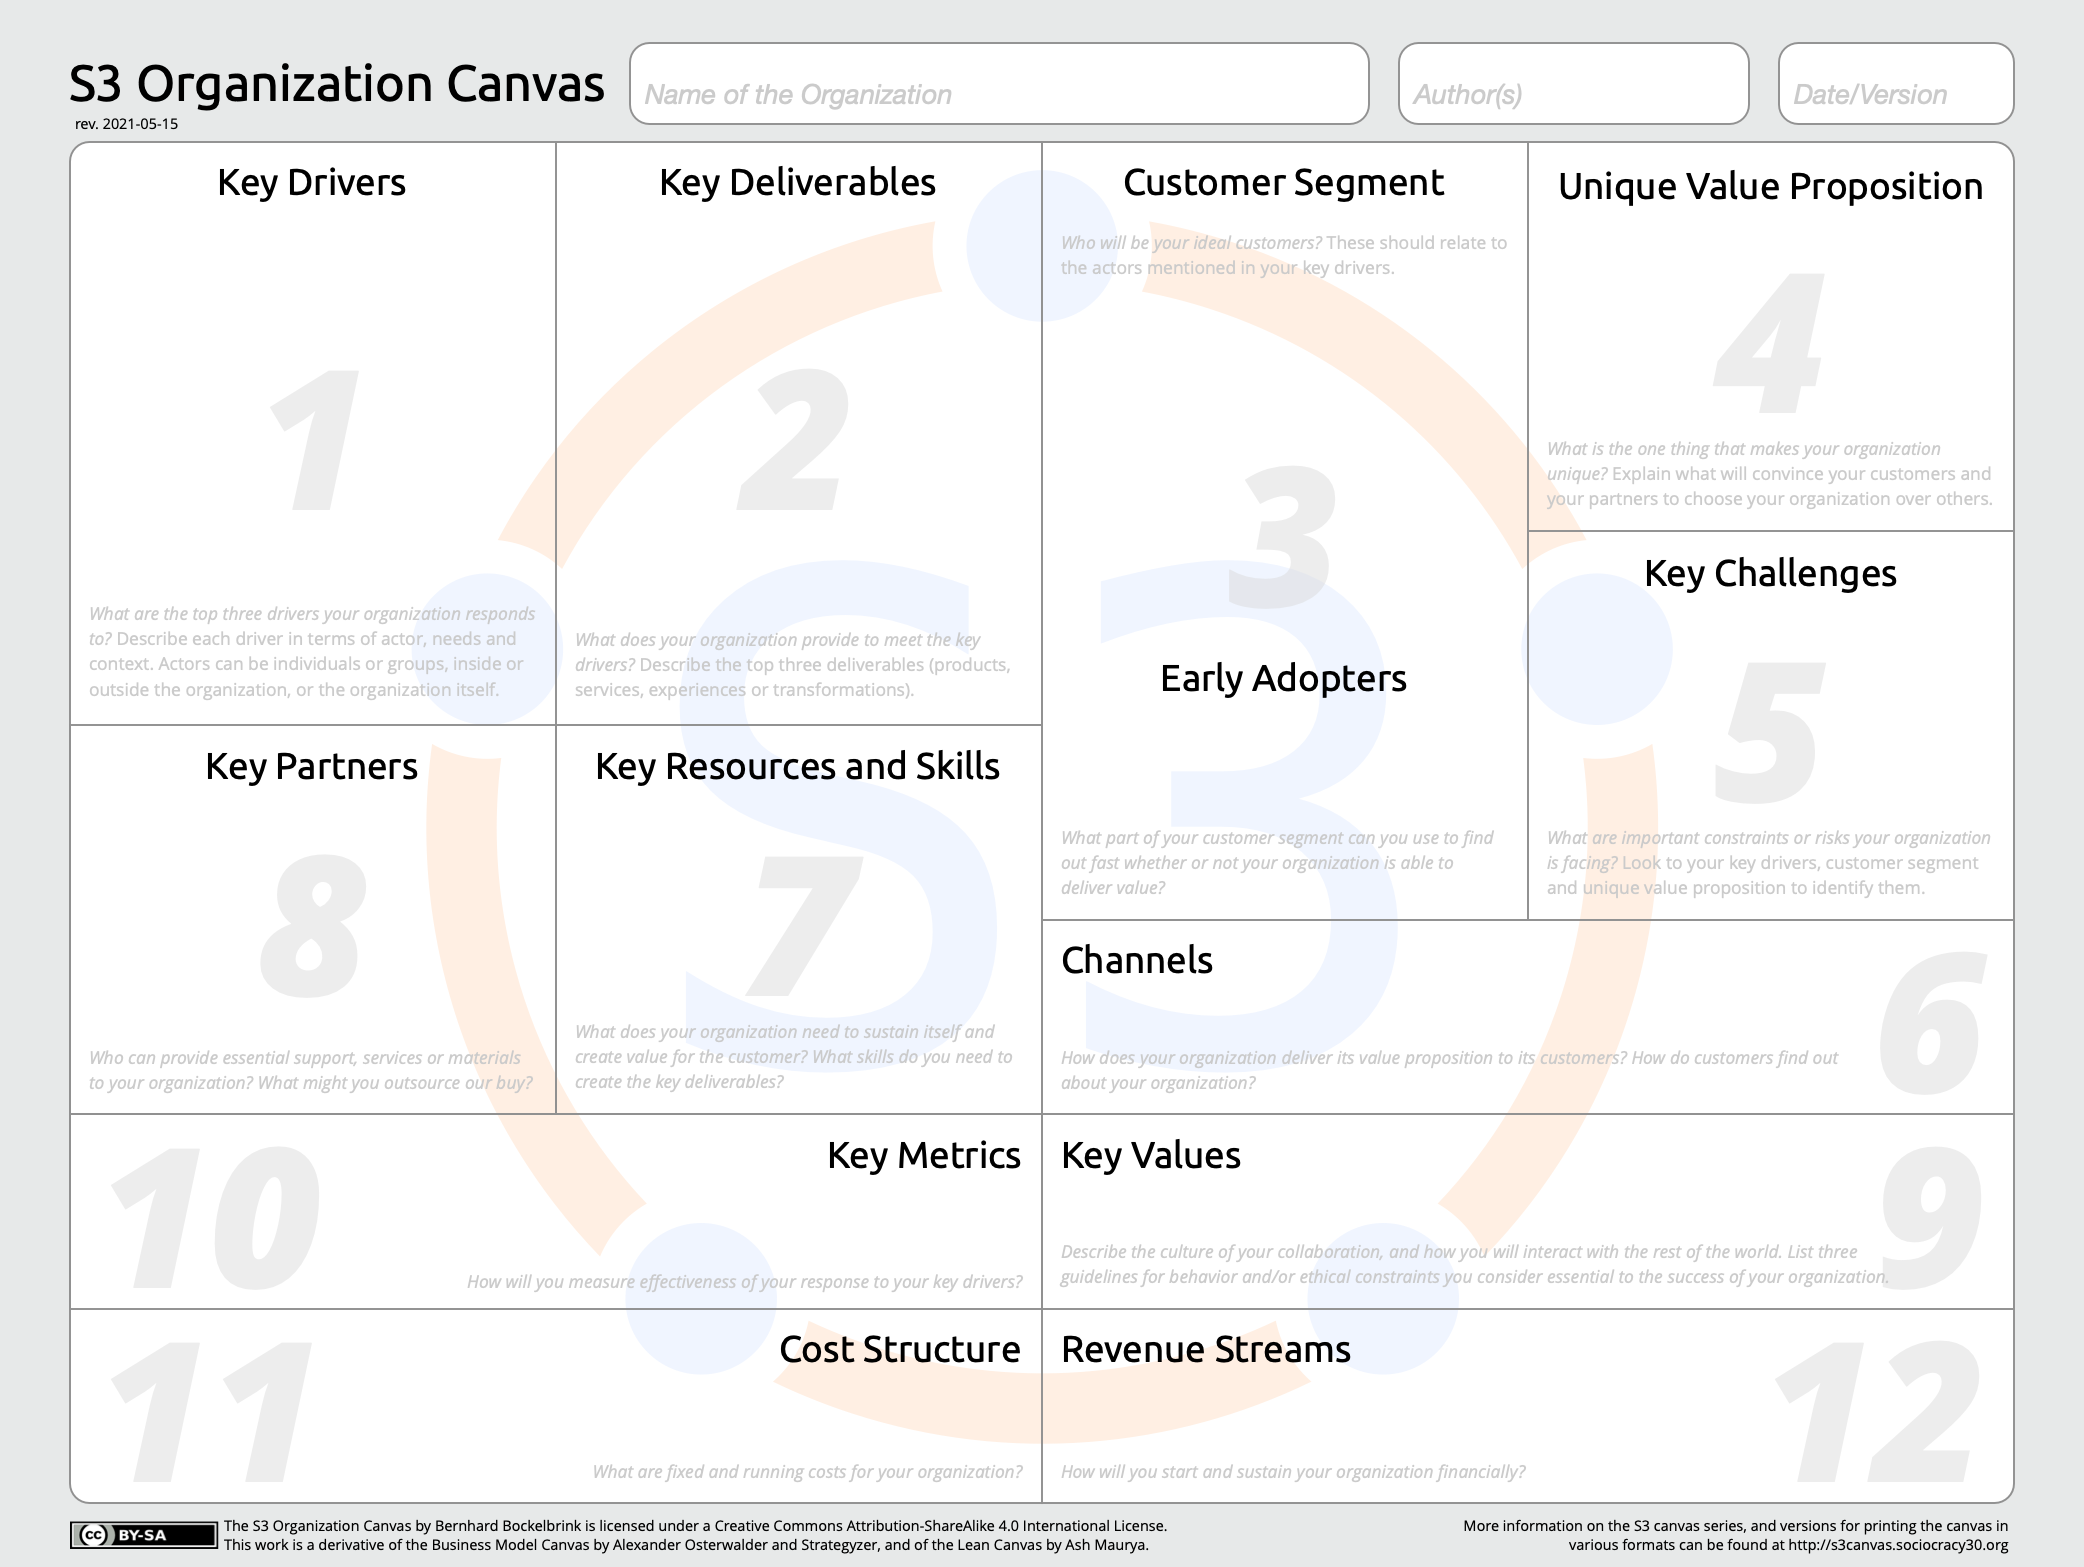 S3 Organization Canvas
rev. 2021-05-15
Name of the Organization
Author(s)
Date/Version
Key Drivers
1
What are the top three drivers your organization responds
to? Describe each driver in terms of actor, needs and
context. Actors can be individuals or groups, inside or
outside the organization, or the organization itself.
Key Deliverables
2
What does your organization provide to meet the key
drivers? Describe the top three deliverables (products,
services, experiences or transformations).
Customer Segment
Who will be your ideal customers? These should relate to
the actors mentioned in your key drivers.
3
Early Adopters
What part of your customer segment can you use to find
out fast whether or not your organization is able to
deliver value?
Unique Value Proposition
4
What is the one thing that makes your organization
unique? Explain what will convince your customers and
your partners to choose your organization over others.
Key Challenges
5
What are important constraints or risks your organization
is facing? Look to your key drivers, customer segment
and unique value proposition to identify them.
Key Partners
8
Who can provide essential support, services or materials
to your organization? What might you outsource our buy?
Key Resources and Skills
7
What does your organization need to sustain itself and
create value for the customer? What skills do you need to
create the key deliverables?
S3
Channels
6
How does your organization deliver its value proposition to its customers? How do customers find out
about your organization?
10
Key Metrics
How will you measure effectiveness of your response to your key drivers?
Key Values
9
Describe the culture of your collaboration, and how you will interact with the rest of the world. List three
guidelines for behavior and/or ethical constraints you consider essential to the success of your organization.
11
Cost Structure
What are fixed and running costs for your organization?
Revenue Streams
12
How will you start and sustain your organization financially?
cc BY-SA
The S3 Organization Canvas by Bernhard Bockelbrink is licensed under a Creative Commons Attribution-ShareAlike 4.0 International License.
This work is a derivative of the Business Model Canvas by Alexander Osterwalder and Strategyzer, and of the Lean Canvas by Ash Maurya.
More information on the S3 canvas series, and versions for printing the canvas in
various formats can be found at http://s3canvas.sociocracy30.org